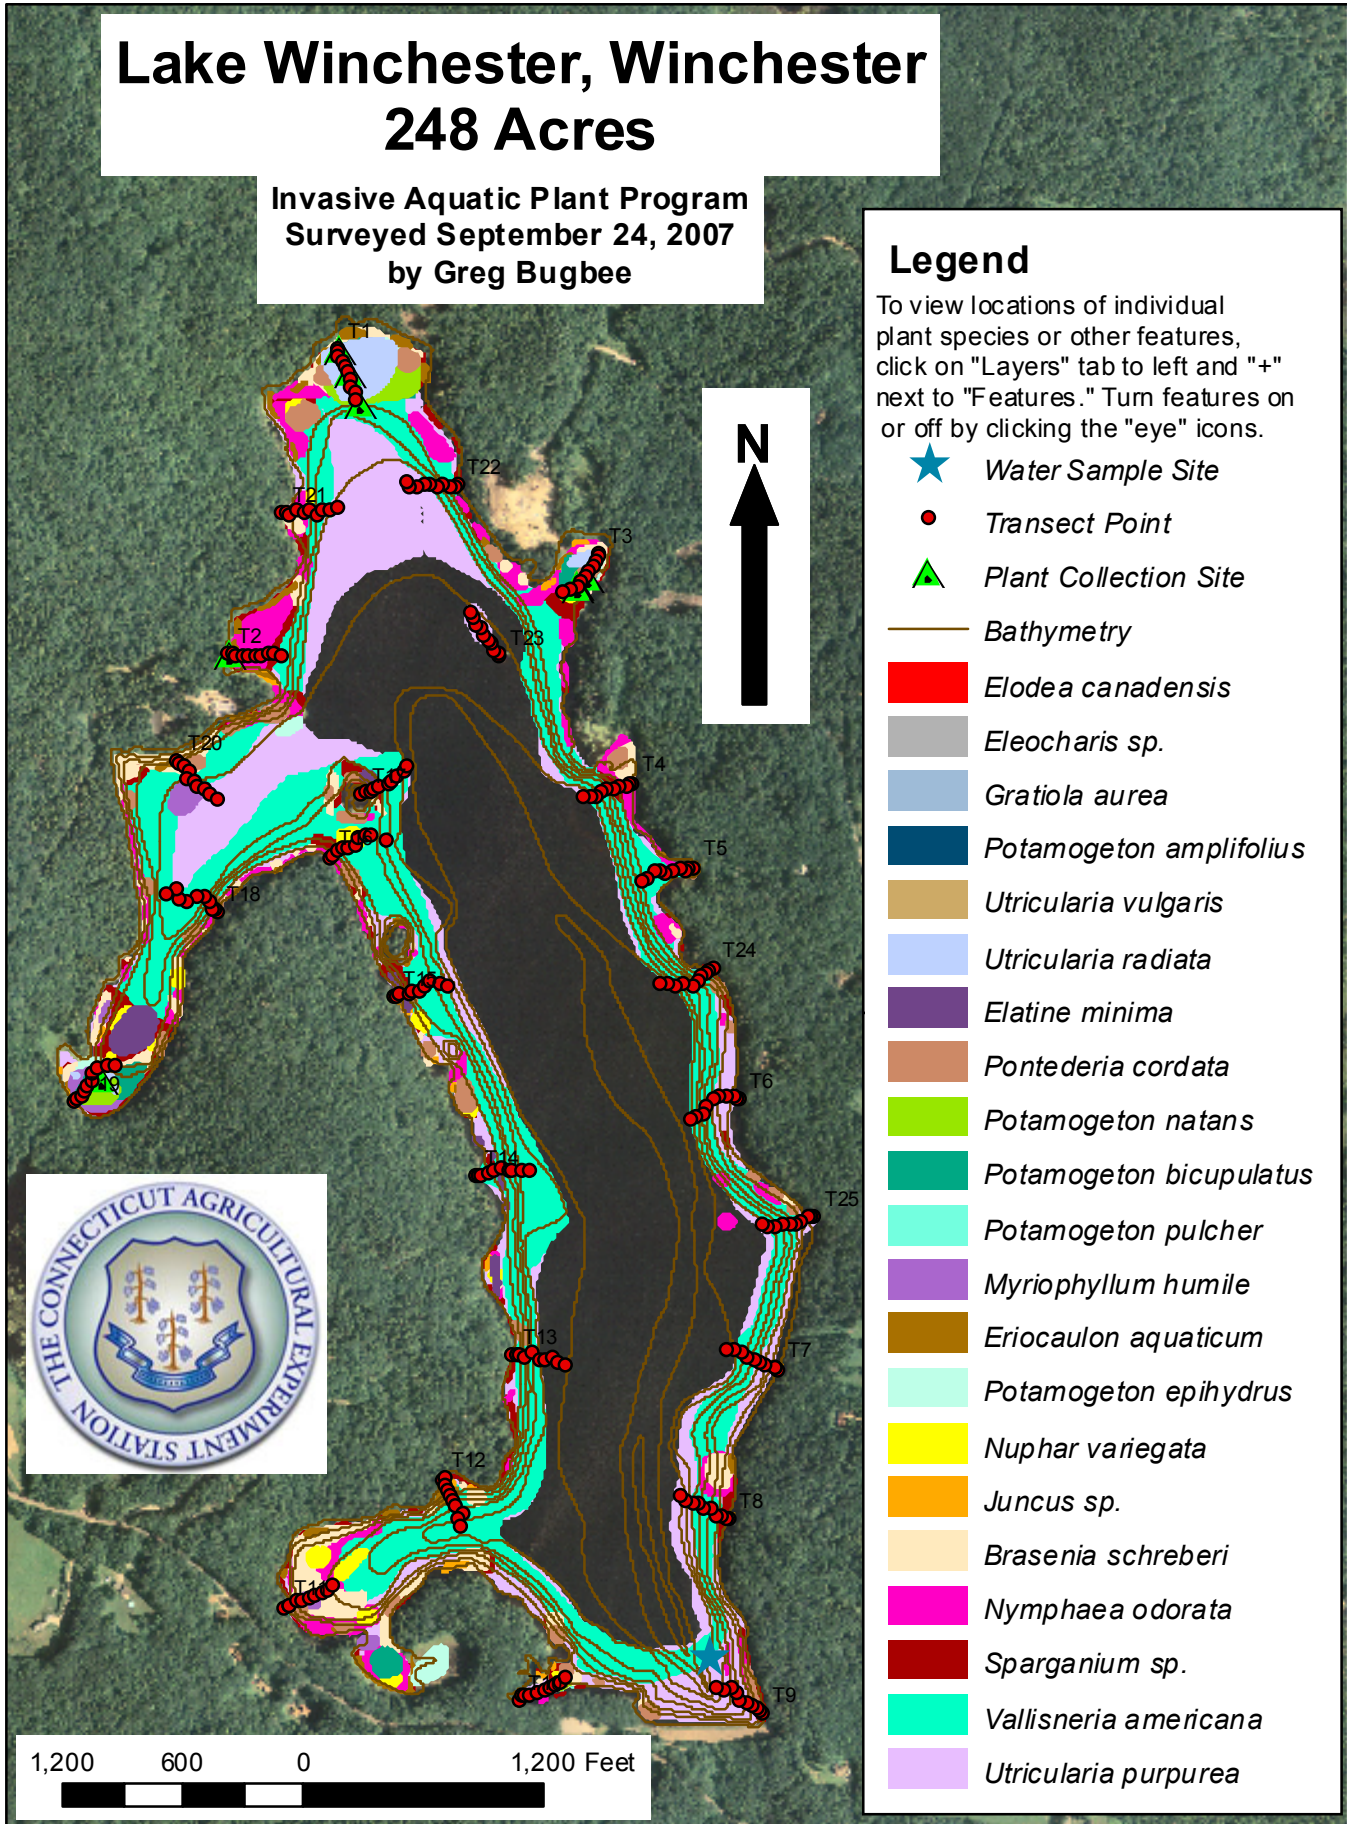 Lake Winchester, Winchester
248 Acres
Invasive Aquatic Plant Program
Surveyed September 24, 2007
by Greg Bugbee
Legend
To view locations of individual
plant species or other features,
click on "Layers" tab to left and "+"
next to "Features." Turn features on
or off by clicking the "eye" icons.
Water Sample Site
Transect Point
Plant Collection Site
Bathymetry
Elodea canadensis
Eleocharis sp.
Gratiola aurea
Potamogeton amplifolius
Utricularia vulgaris
Utricularia radiata
Elatine minima
Pontederia cordata
Potamogeton natans
Potamogeton bicupulatus
Potamogeton pulcher
Myriophyllum humile
Eriocaulon aquaticum
Potamogeton epihydrus
Nuphar variegata
Juncus sp.
Brasenia schreberi
Nymphaea odorata
Sparganium sp.
Vallisneria americana
Utricularia purpurea
N
T1
T22
T21
T3
T2
T23
T20
T4
T16
T5
T18
T24
T15
T6
T14
T25
T13
T7
T12
T8
T9
THE CONNECTICUT AGRICULTURAL EXPERIMENT STATION
1,200 600 0 1,200 Feet